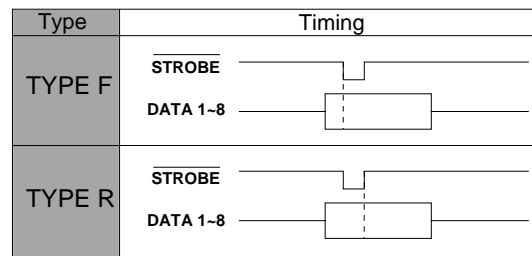 Type Timing
TYPE F
STROBE
DATA 1~8
TYPE R
STROBE
DATA 1~8